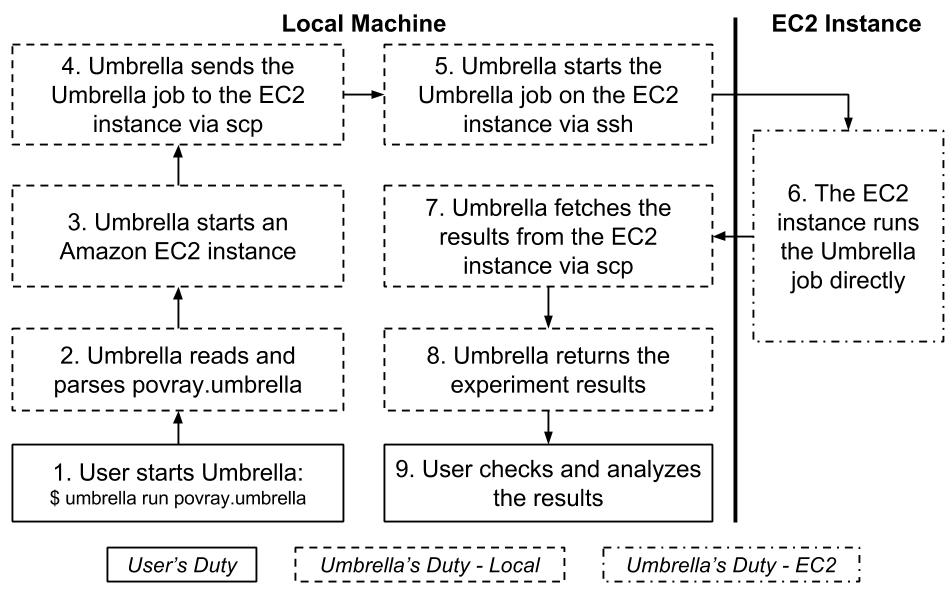 Local Machine
EC2 Instance
4. Umbrella sends the
Umbrella job to the EC2
instance via scp
5. Umbrella starts the
Umbrella job on the EC2
instance via ssh
6. The EC2
instance runs
the Umbrella
job directly
3. Umbrella starts an
Amazon EC2 instance
7. Umbrella fetches the
results from the EC2
instance via scp
2. Umbrella reads and
parses povray.umbrella
8. Umbrella returns the
experiment results
1. User starts Umbrella:
$ umbrella run povray.umbrella
9. User checks and analyzes
the results
User's Duty
Umbrella's Duty - Local
Umbrella's Duty - EC2